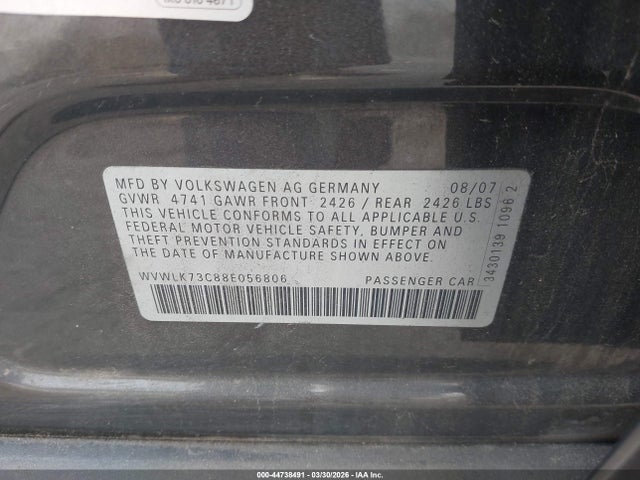 MFD BY VOLKSWAGEN AG GERMANY 08/07
GVWR 4741 GAWR FRONT 2426 / REAR 2426 LBS
THIS VEHICLE CONFORMS TO ALL APPLICABLE U.S.
FEDERAL MOTOR VEHICLE SAFETY, BUMPER AND
THEFT PREVENTION STANDARDS IN EFFECT ON
THE DATE OF MANUFACTURE SHOWN ABOVE.
WVWLK73C88E056806 PASSENGER CAR
3430139 1096 2
000-44738491 - 03/30/2026 - IAA Inc.